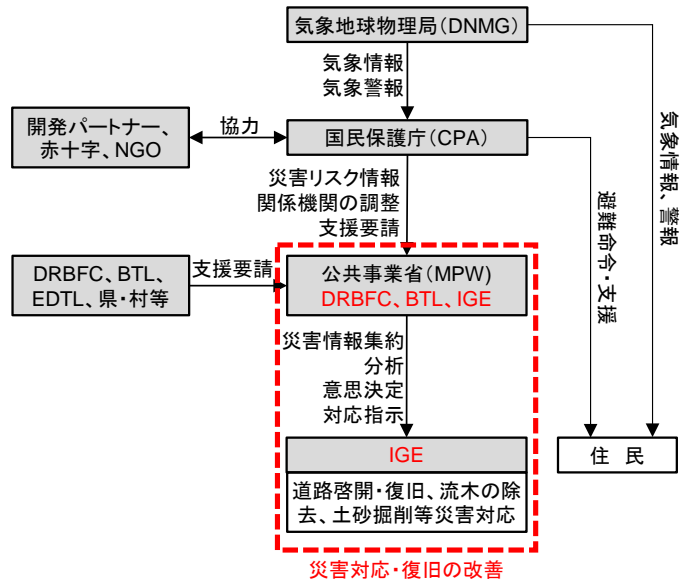 気象地球物理局(DNMG)
気象情報
気象警報
開発パートナー、
赤十字、NGO
協力
国民保護庁(CPA)
災害リスク情報
関係機関の調整
支援要請
気象情報、警報
避難命令・支援
DRBFC、BTL、
EDTL、県・村等
支援要請
公共事業省(MPW)
DRBFC、BTL、IGE
災害情報集約
分析
意思決定
対応指示
IGE
道路啓開・復旧、流木の除
去、土砂掘削等災害対応
住 民
災害対応・復旧の改善